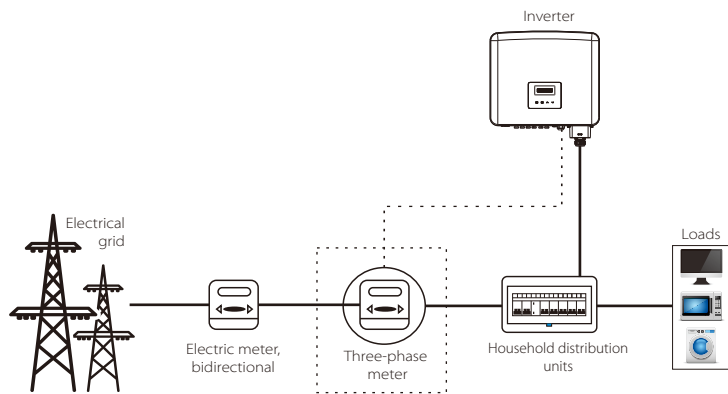 Inverter
Electrical
grid
Loads
Electric meter,
bidirectional
Three-phase
meter
Household distribution
units